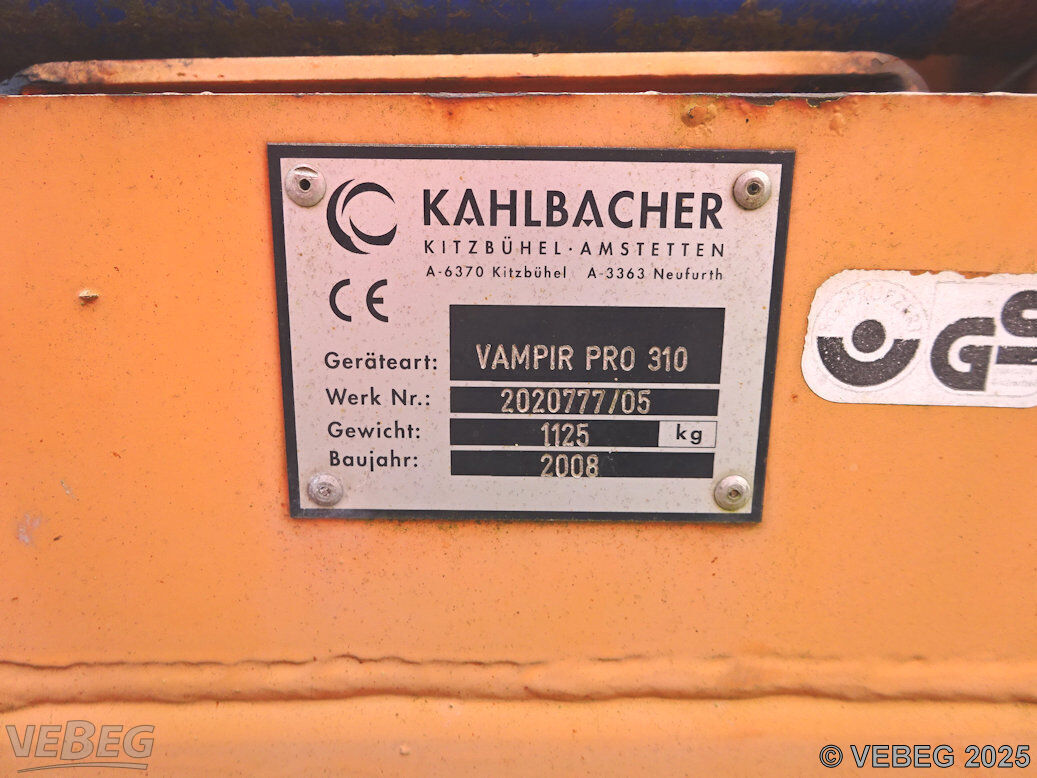 KAHLBACHER
KITZBÜHEL·AMSTETTEN
A-6370 Kitzbühel A-3363 Neufurth
CE
Geräteart: VAMPIR PRO 310
Werk Nr.: 2020777/05
Gewicht: 1125 kg
Baujahr: 2008
GS
VEBEG
© VEBEG 2025